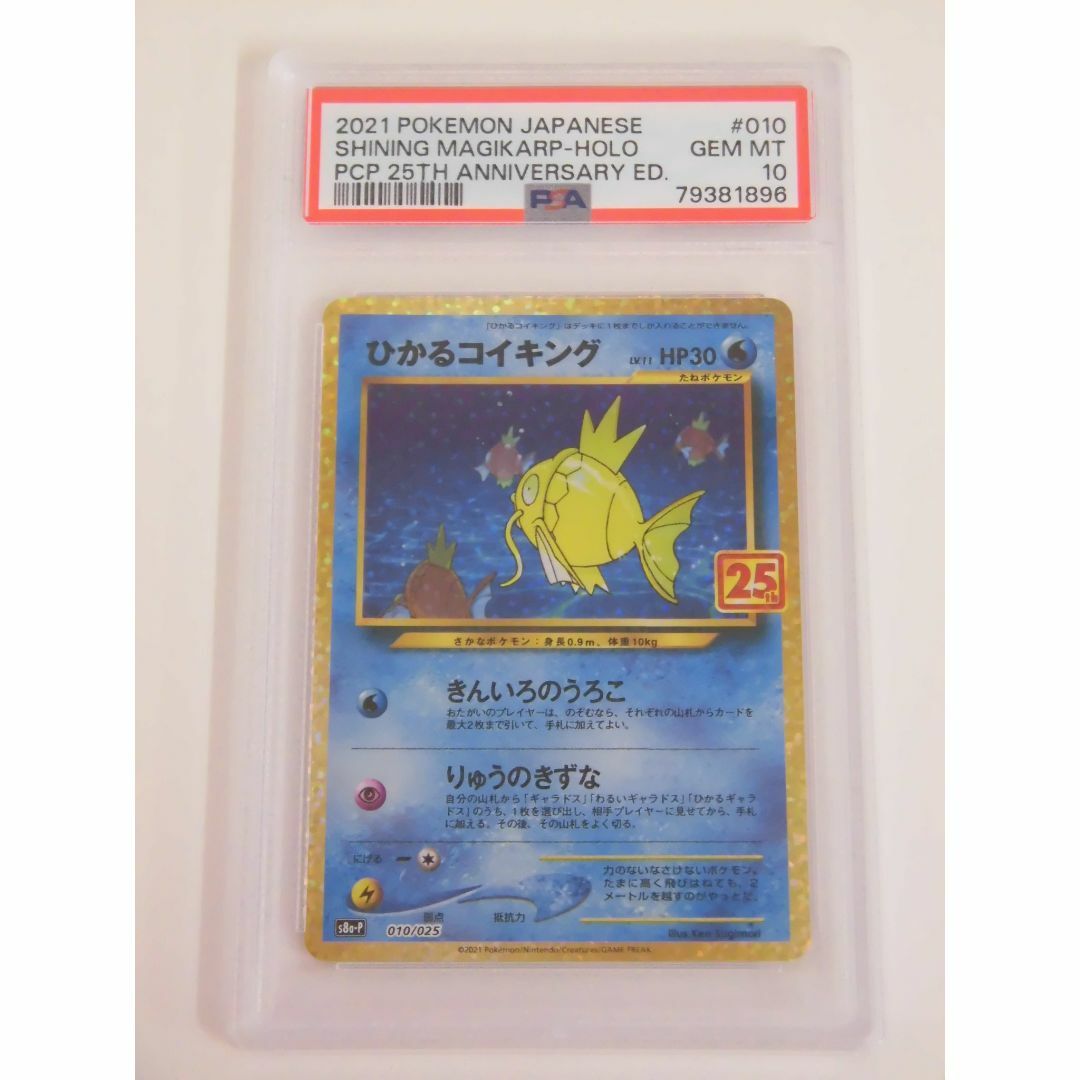 2021 POKEMON JAPANESE #010
SHINING MAGIKARP-HOLO GEM MT
PCP 25TH ANNIVERSARY ED. 10
PSA 79381896
「ひかるコイキング」はデッキに1枚までしか入れることができません。
ひかるコイキング LV.11 HP30
たねポケモン
25th
さかなポケモン：身長0.9m、体重10kg
きんいろのうろこ
おたがいのプレイヤーは、のぞむなら、それぞれの山札からカードを
最大2枚まで引いて、手札に加えてよい。
りゅうのきずな
自分の山札から「ギャラドス」「わるいギャラドス」「ひかるギャラ
ドス」のうち、1枚を選び出し、相手プレイヤーに見せてから、手札
に加える。その後、その山札をよく切る。
にげる
力のないなさけないポケモン。
たまに高く飛びはねても、2
メートルを越すのがやっとだ。
弱点 抵抗力
s8a-P 010/025
illus. Ken Sugimori
©2021 Pokémon/Nintendo/Creatures/GAME FREAK